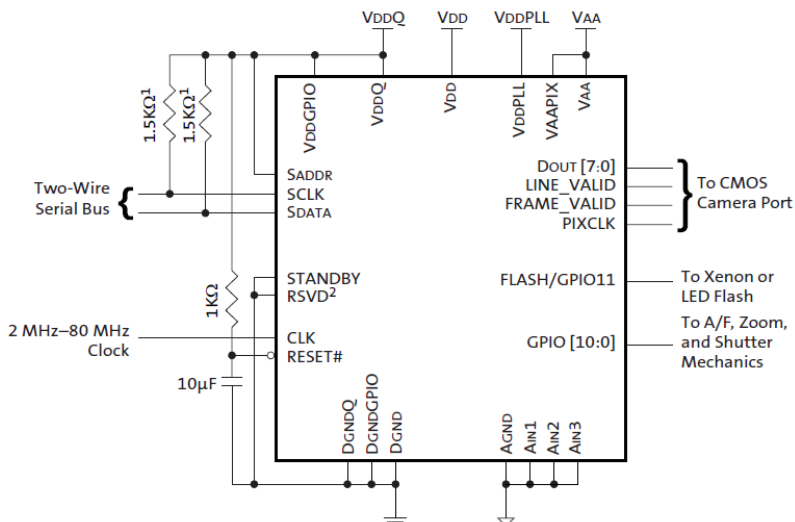 VDDQ VDD VDDPLL VAA
1.5KΩ1
1.5KΩ1
VDDGPIO
VDDQ
VDD
VDDPLL
VAAPIX
VAA
Two-Wire
Serial Bus
SADDR
SCLK
SDATA
DOUT [7:0]
LINE_VALID
FRAME_VALID
PIXCLK
To CMOS
Camera Port
STANDBY
RSVD2
1KΩ
FLASH/GPIO11
To Xenon or
LED Flash
2 MHz–80 MHz
Clock
CLK
RESET#
GPIO [10:0]
To A/F, Zoom,
and Shutter
Mechanics
10µF
DGNDQ
DGNDGPIO
DGND
AGND
AIN1
AIN2
AIN3